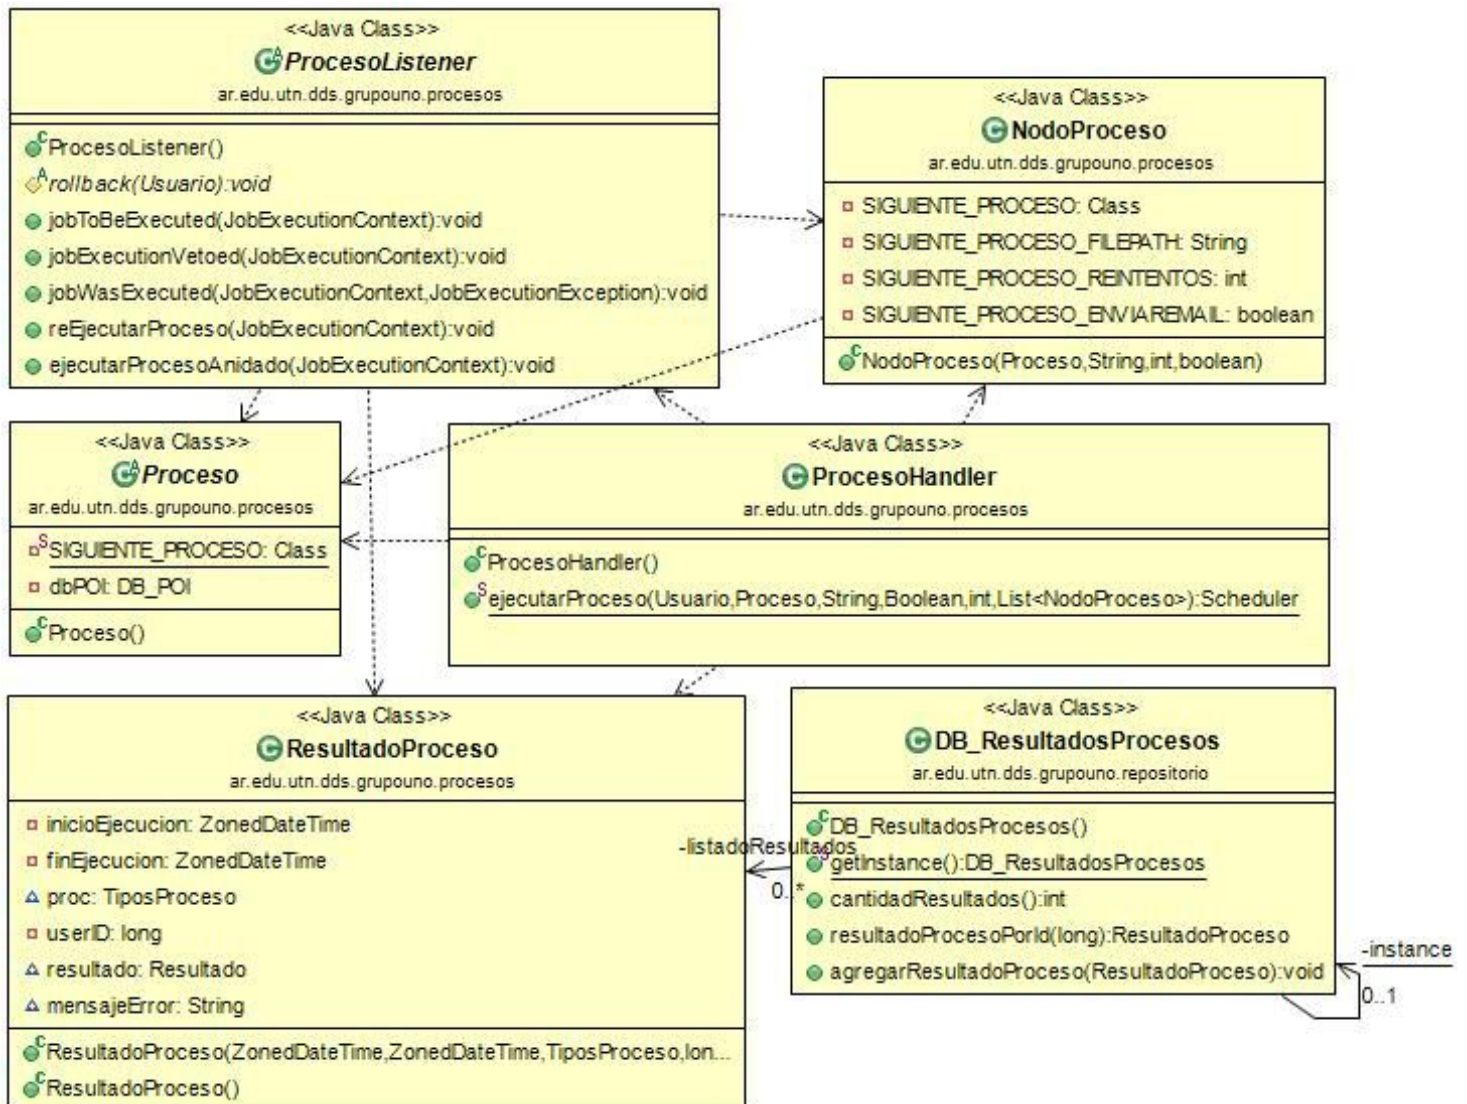 <<Java Class>>
ProcesoListener
ar.edu.utn.dds.grupouno.procesos
ProcesoListener()
rollback(Usuario):void
jobToBeExecuted(JobExecutionContext):void
jobExecutionVetoed(JobExecutionContext):void
jobWasExecuted(JobExecutionContext,JobExecutionException):void
reEjecutarProceso(JobExecutionContext):void
ejecutarProcesoAnidado(JobExecutionContext):void
<<Java Class>>
NodoProceso
ar.edu.utn.dds.grupouno.procesos
SIGUIENTE_PROCESO: Class
SIGUIENTE_PROCESO_FILEPATH: String
SIGUIENTE_PROCESO_REINTENTOS: int
SIGUIENTE_PROCESO_ENVIAREMAIL: boolean
NodoProceso(Proceso,String,int,boolean)
<<Java Class>>
Proceso
ar.edu.utn.dds.grupouno.procesos
SIGUIENTE_PROCESO: Class
dbPOI: DB_POI
Proceso()
<<Java Class>>
ProcesoHandler
ar.edu.utn.dds.grupouno.procesos
ProcesoHandler()
ejecutarProceso(Usuario,Proceso,String,Boolean,int,List<NodoProceso>):Scheduler
<<Java Class>>
ResultadoProceso
ar.edu.utn.dds.grupouno.procesos
inicioEjecucion: ZonedDateTime
finEjecucion: ZonedDateTime
proc: TiposProceso
userID: long
resultado: Resultado
mensajeError: String
ResultadoProceso(ZonedDateTime,ZonedDateTime,TiposProceso,lon...
ResultadoProceso()
-listadoResultados
0..*
<<Java Class>>
DB_ResultadosProcesos
ar.edu.utn.dds.grupouno.repositorio
DB_ResultadosProcesos()
getInstance():DB_ResultadosProcesos
cantidadResultados():int
resultadoProcesoPorId(long):ResultadoProceso
agregarResultadoProceso(ResultadoProceso):void
-instance
0..1